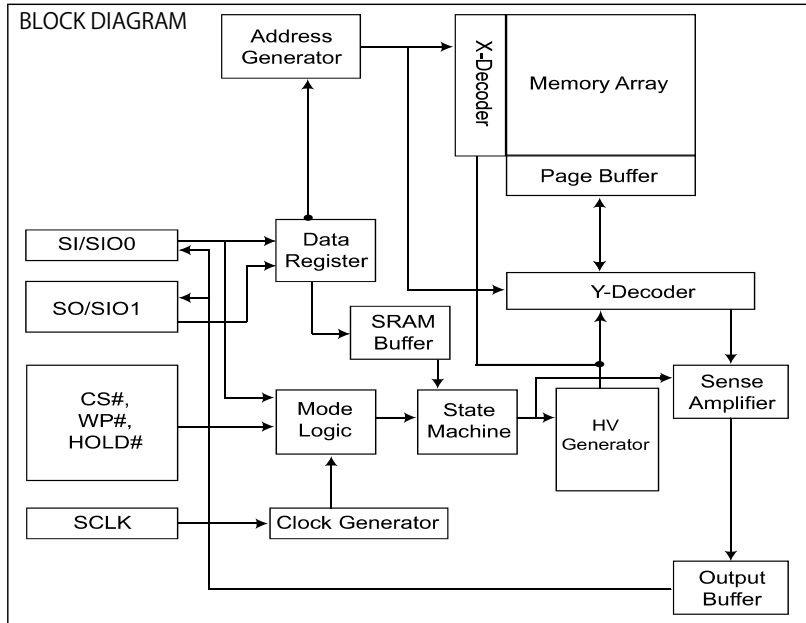 BLOCK DIAGRAM
Address
Generator
X-Decoder
Memory Array
Page Buffer
SI/SIO0
Data
Register
SO/SIO1
Y-Decoder
SRAM
Buffer
CS#,
WP#,
HOLD#
Mode
Logic
State
Machine
HV
Generator
Sense
Amplifier
SCLK
Clock Generator
Output
Buffer